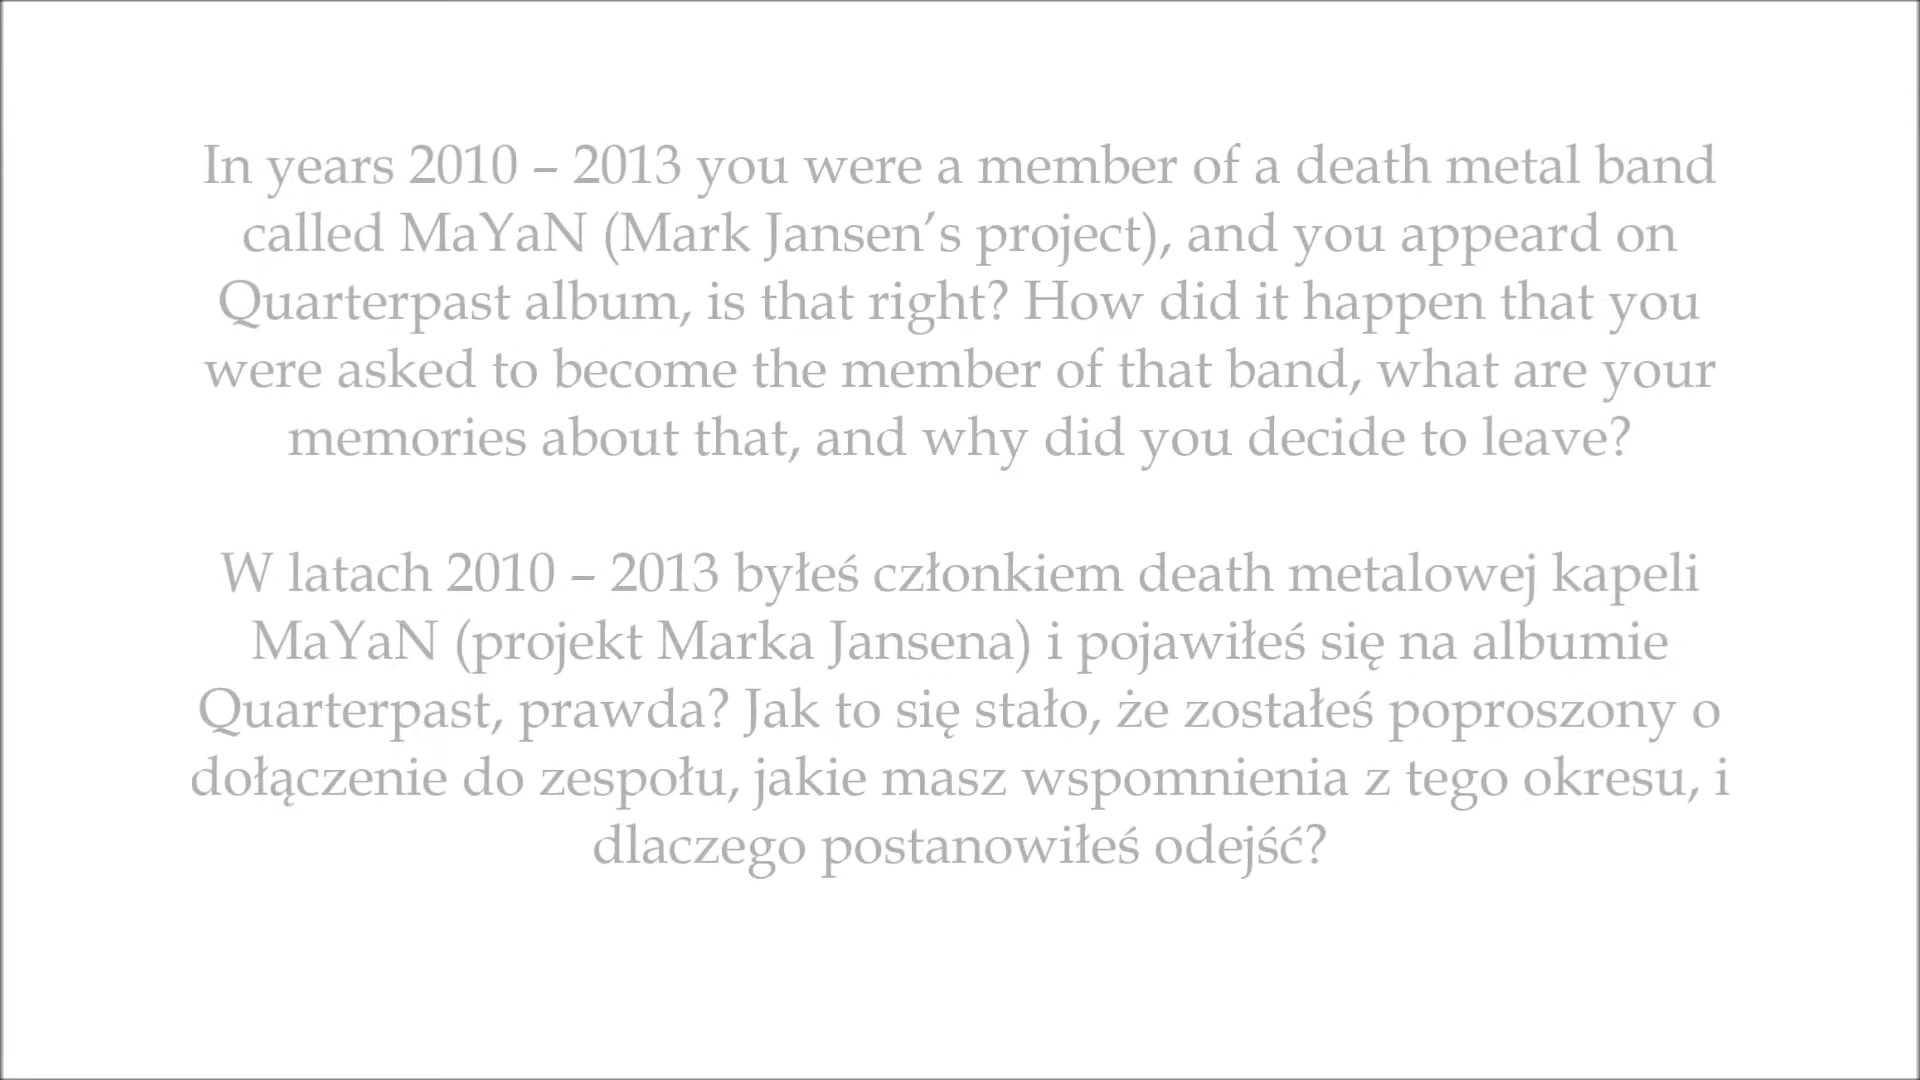 In years 2010 – 2013 you were a member of a death metal band
called MaYaN (Mark Jansen’s project), and you appeard on
Quarterpast album, is that right? How did it happen that you
were asked to become the member of that band, what are your
memories about that, and why did you decide to leave?
W latach 2010 – 2013 byłeś członkiem death metalowej kapeli
MaYaN (projekt Marka Jansena) i pojawiłeś się na albumie
Quarterpast, prawda? Jak to się stało, że zostałeś poproszony o
dołączenie do zespołu, jakie masz wspomnienia z tego okresu, i
dlaczego postanowiłeś odejść?